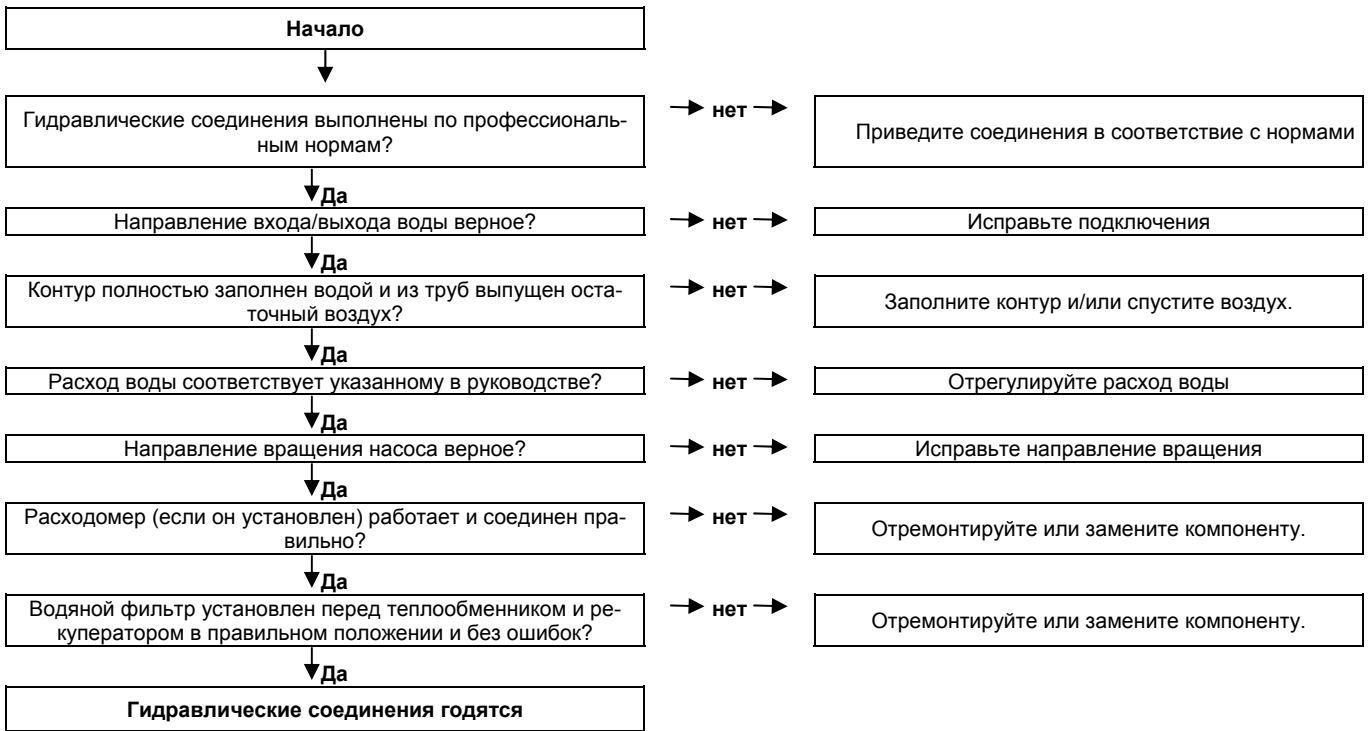 Начало
Гидравлические соединения выполнены по профессиональ-
ным нормам?
нет
Приведите соединения в соответствие с нормами
Да
Направление входа/выхода воды верное?
нет
Исправьте подключения
Да
Контур полностью заполнен водой и из труб выпущен оста-
точный воздух?
нет
Заполните контур и/или спустите воздух.
Да
Расход воды соответствует указанному в руководстве?
нет
Отрегулируйте расход воды
Да
Направление вращения насоса верное?
нет
Исправьте направление вращения
Да
Расходомер (если он установлен) работает и соединен пра-
вильно?
нет
Отремонтируйте или замените компоненту.
Да
Водяной фильтр установлен перед теплообменником и ре-
куператором в правильном положении и без ошибок?
нет
Отремонтируйте или замените компоненту.
Да
Гидравлические соединения годятся